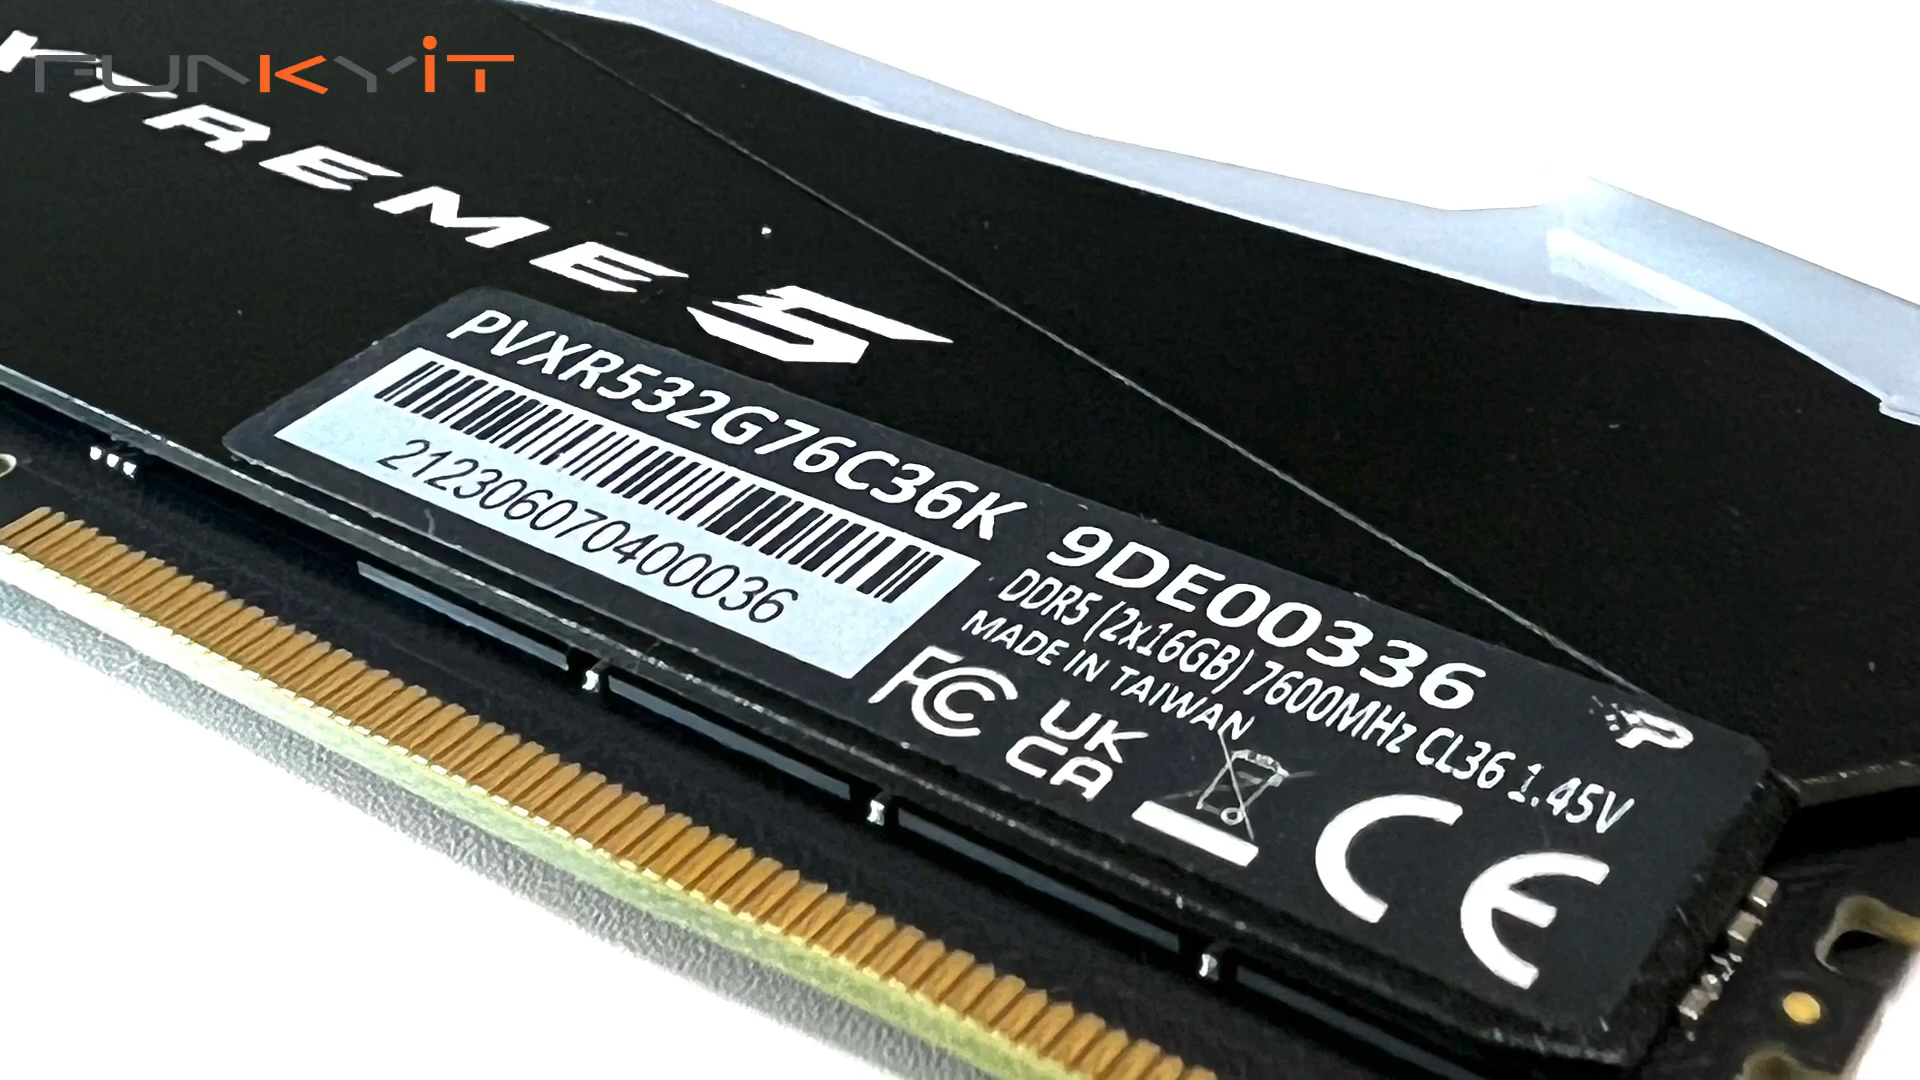 FUNKYIT
XTREME 5
PVXR532G76C36K
9DE00336
2123060704000036
DDR5 (2x16GB) 7600MHz CL36 1.45V
MADE IN TAIWAN
FC
UK
CA
CE
P